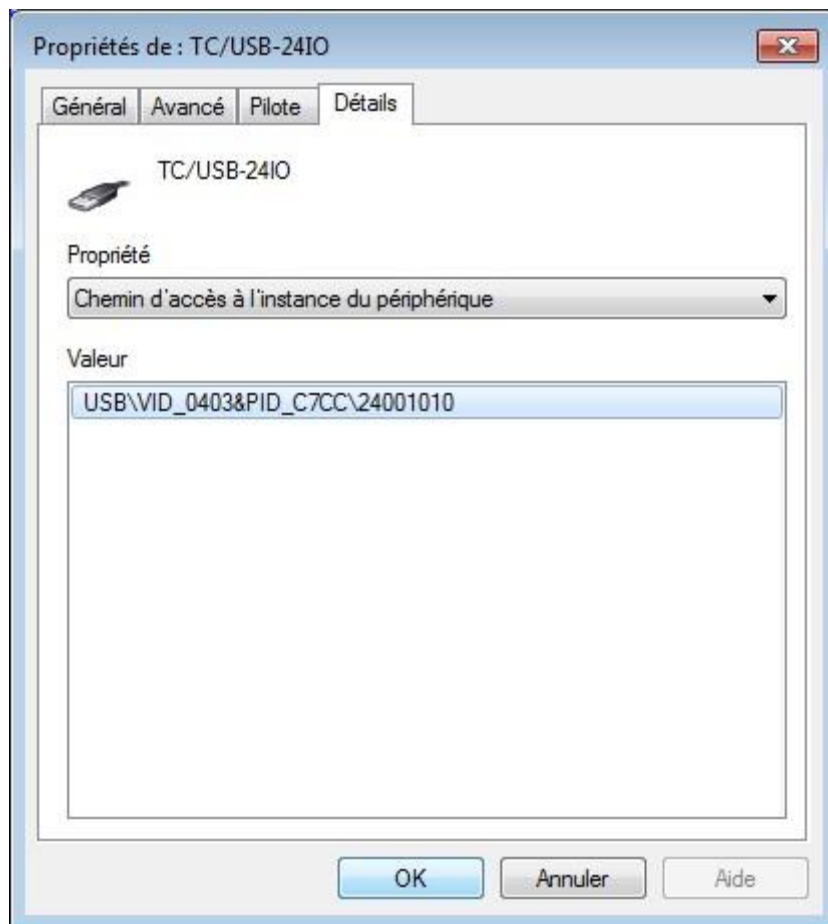 Propriétés de : TC/USB-24IO
Général Avancé Pilote Détails
TC/USB-24IO
Propriété
Chemin d'accès à l'instance du périphérique
Valeur
USB\VID_0403&PID_C7CC\24001010
OK Annuler Aide